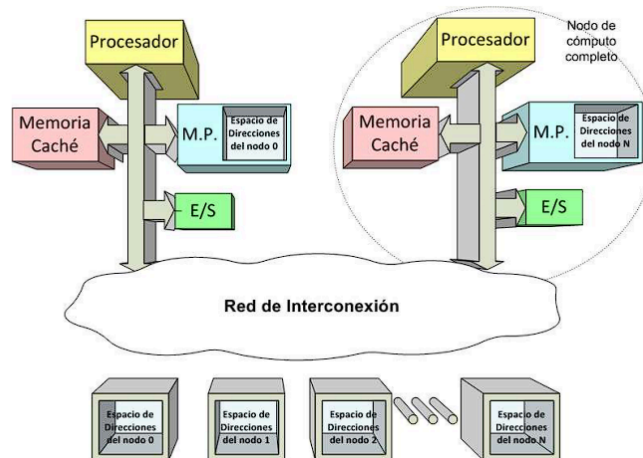 Procesador
Memoria
Caché
M.P.
Espacio de
Direcciones
del nodo 0
E/S
Procesador
Nodo de
cómputo
completo
Memoria
Caché
M.P.
Espacio de
Direcciones
del nodo N
E/S
Red de Interconexión
Espacio de
Direcciones
del nodo 0
Espacio de
Direcciones
del nodo 1
Espacio de
Direcciones
del nodo 2
Espacio de
Direcciones
del nodo N